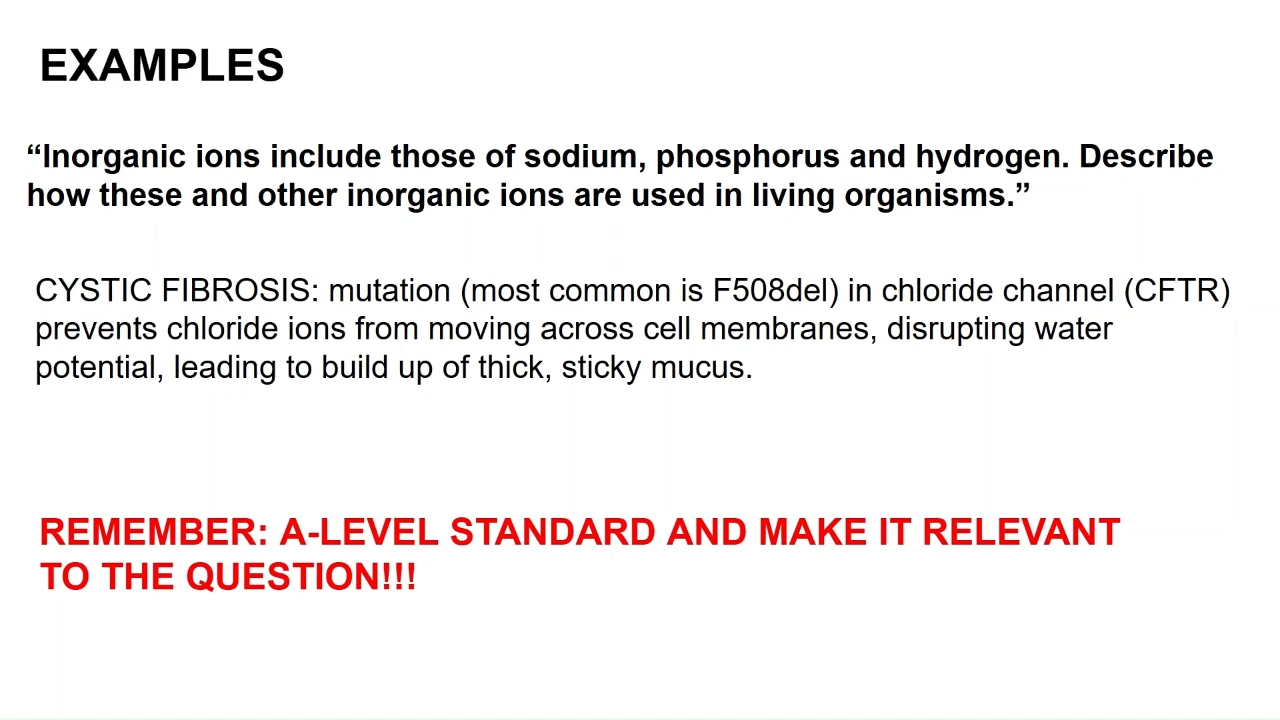 EXAMPLES
“Inorganic ions include those of sodium, phosphorus and hydrogen. Describe
how these and other inorganic ions are used in living organisms.”
CYSTIC FIBROSIS: mutation (most common is F508del) in chloride channel (CFTR)
prevents chloride ions from moving across cell membranes, disrupting water
potential, leading to build up of thick, sticky mucus.
REMEMBER: A-LEVEL STANDARD AND MAKE IT RELEVANT
TO THE QUESTION!!!